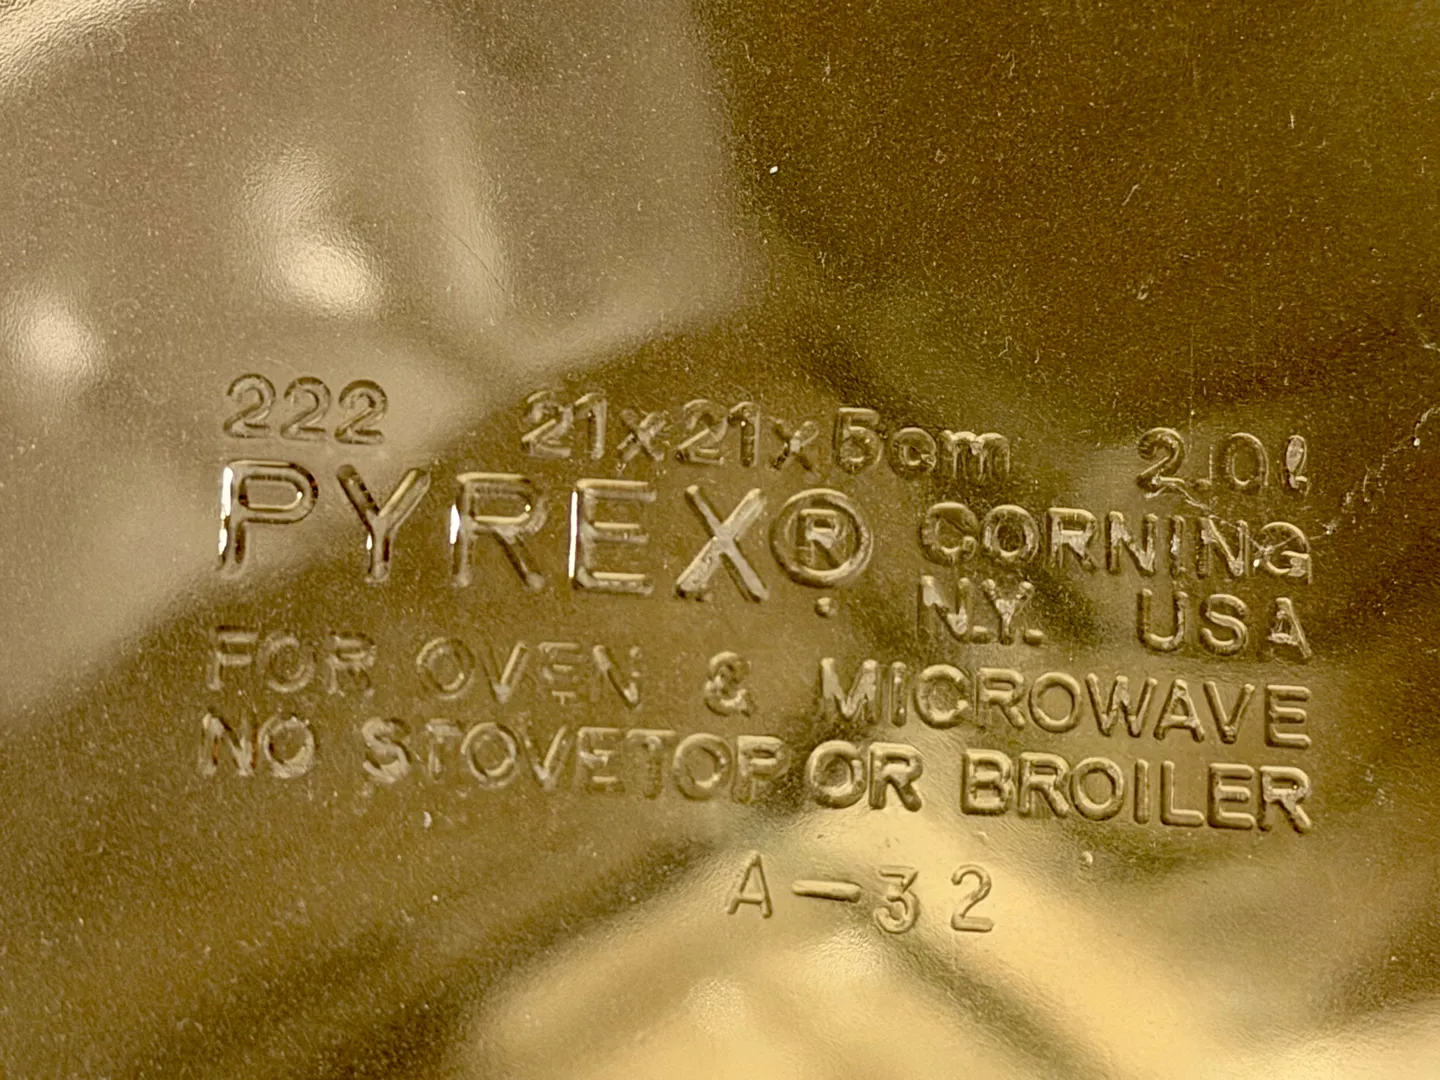 222 21x21x5cm 2.0ℓ
PYREX® CORNING
N.Y. USA
FOR OVEN & MICROWAVE
NO STOVETOP OR BROILER
A-32